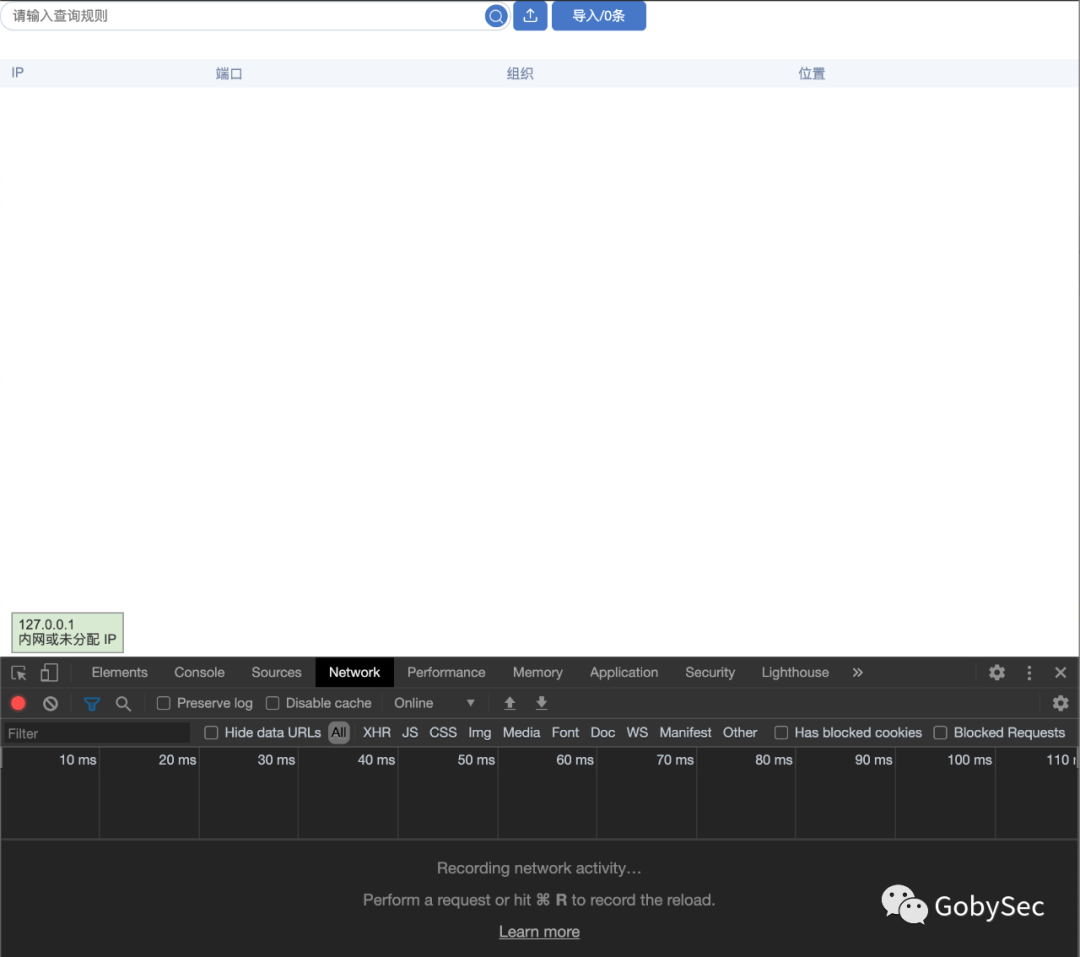 请输入查询规则 导入/0条
IP 端口 组织 位置
127.0.0.1
内网或未分配 IP
Elements Console Sources Network Performance Memory Application Security Lighthouse »
Preserve log Disable cache Online ▼
Filter Hide data URLs All XHR JS CSS Img Media Font Doc WS Manifest Other Has blocked cookies Blocked Requests
10 ms 20 ms 30 ms 40 ms 50 ms 60 ms 70 ms 80 ms 90 ms 100 ms 110
Recording network activity…
Perform a request or hit ⌘ R to record the reload.
Learn more
GobySec